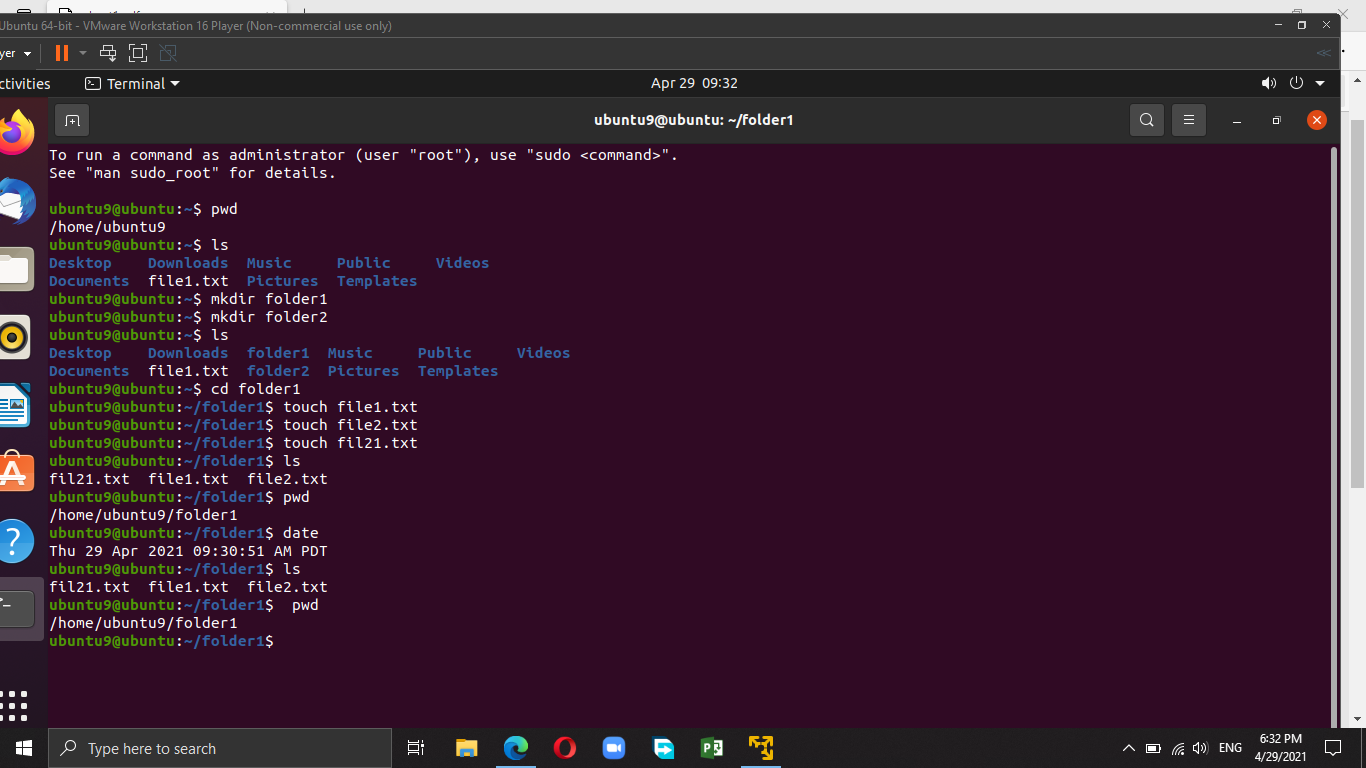 Ubuntu 64-bit - VMware Workstation 16 Player (Non-commercial use only)
yer
ctivities
Terminal
Apr 29 09:32
ubuntu9@ubuntu: ~/folder1
To run a command as administrator (user "root"), use "sudo <command>".
See "man sudo_root" for details.
ubuntu9@ubuntu:~$ pwd
/home/ubuntu9
ubuntu9@ubuntu:~$ ls
Desktop Downloads Music Public Videos
Documents file1.txt Pictures Templates
ubuntu9@ubuntu:~$ mkdir folder1
ubuntu9@ubuntu:~$ mkdir folder2
ubuntu9@ubuntu:~$ ls
Desktop Downloads folder1 Music Public Videos
Documents file1.txt folder2 Pictures Templates
ubuntu9@ubuntu:~$ cd folder1
ubuntu9@ubuntu:~/folder1$ touch file1.txt
ubuntu9@ubuntu:~/folder1$ touch file2.txt
ubuntu9@ubuntu:~/folder1$ touch fil21.txt
ubuntu9@ubuntu:~/folder1$ ls
fil21.txt file1.txt file2.txt
ubuntu9@ubuntu:~/folder1$ pwd
/home/ubuntu9/folder1
ubuntu9@ubuntu:~/folder1$ date
Thu 29 Apr 2021 09:30:51 AM PDT
ubuntu9@ubuntu:~/folder1$ ls
fil21.txt file1.txt file2.txt
ubuntu9@ubuntu:~/folder1$  pwd
/home/ubuntu9/folder1
ubuntu9@ubuntu:~/folder1$
Type here to search
ENG
6:32 PM
4/29/2021